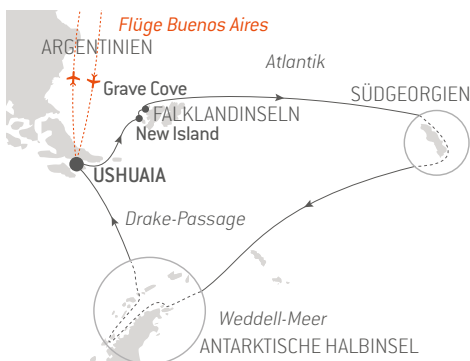 Flüge Buenos Aires
ARGENTINIEN
Atlantik
Grave Cove
SÜDGEORGIEN
FALKLANDINSELN
New Island
USHUAIA
Drake-Passage
Weddell-Meer
ANTARKTISCHE HALBINSEL